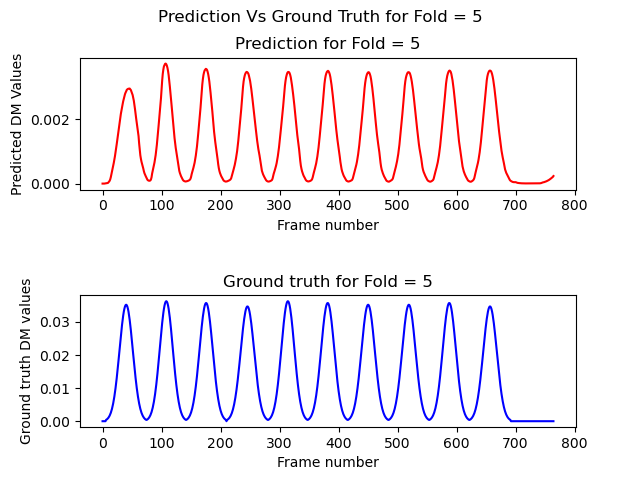 Prediction Vs Ground Truth for Fold = 5
Prediction for Fold = 5
Predicted DM Values
0.002
0.000
0 100 200 300 400 500 600 700 800
Frame number
Ground truth for Fold = 5
Ground truth DM values
0.03
0.02
0.01
0.00
0 100 200 300 400 500 600 700 800
Frame number